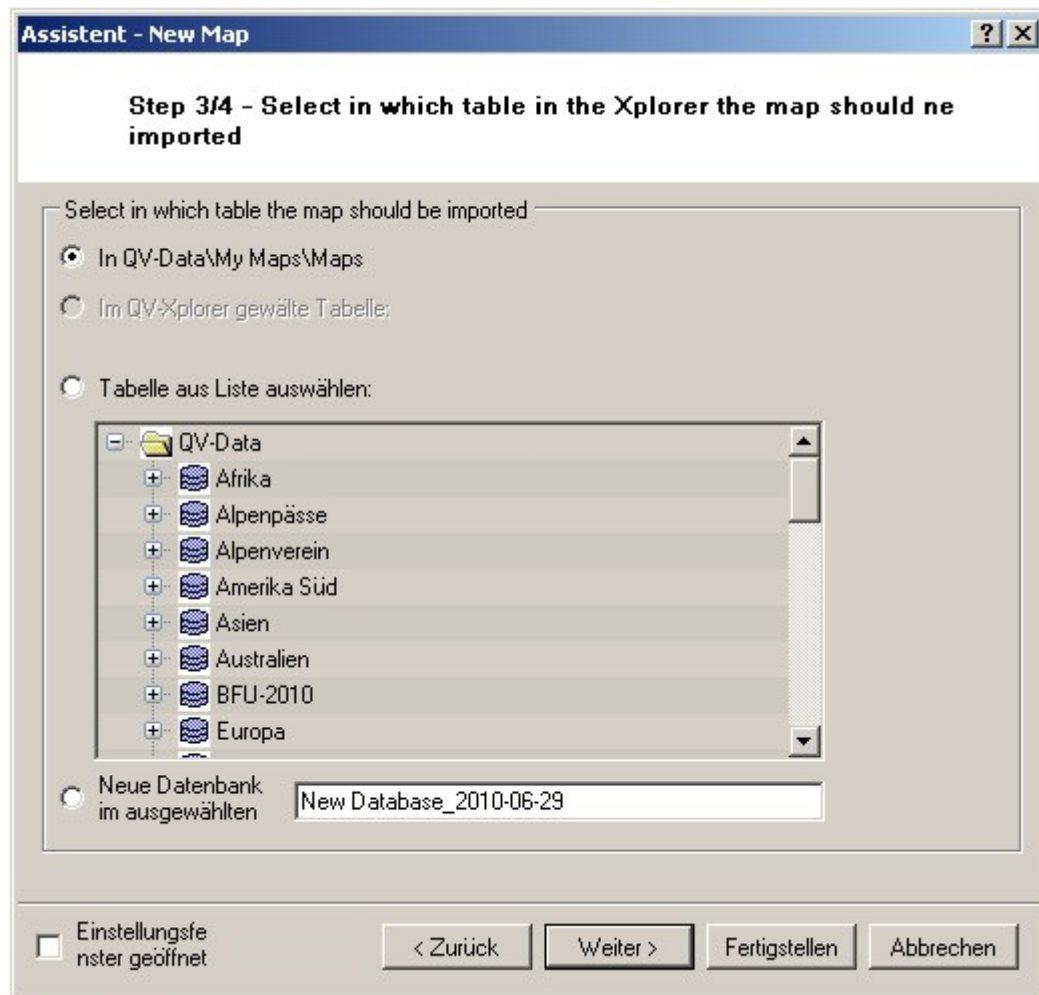 Assistent - New Map
Step 3/4 - Select in which table in the Xplorer the map should ne
imported
Select in which table the map should be imported
In QV-Data\My Maps\Maps
Im QV-Xplorer gewälte Tabelle:
Tabelle aus Liste auswählen:
QV-Data
Afrika
Alpenpässe
Alpenverein
Amerika Süd
Asien
Australien
BFU-2010
Europa
Neue Datenbank
im ausgewählten
New Database_2010-06-29
Einstellungsfe
nster geöffnet
< Zurück
Weiter >
Fertigstellen
Abbrechen